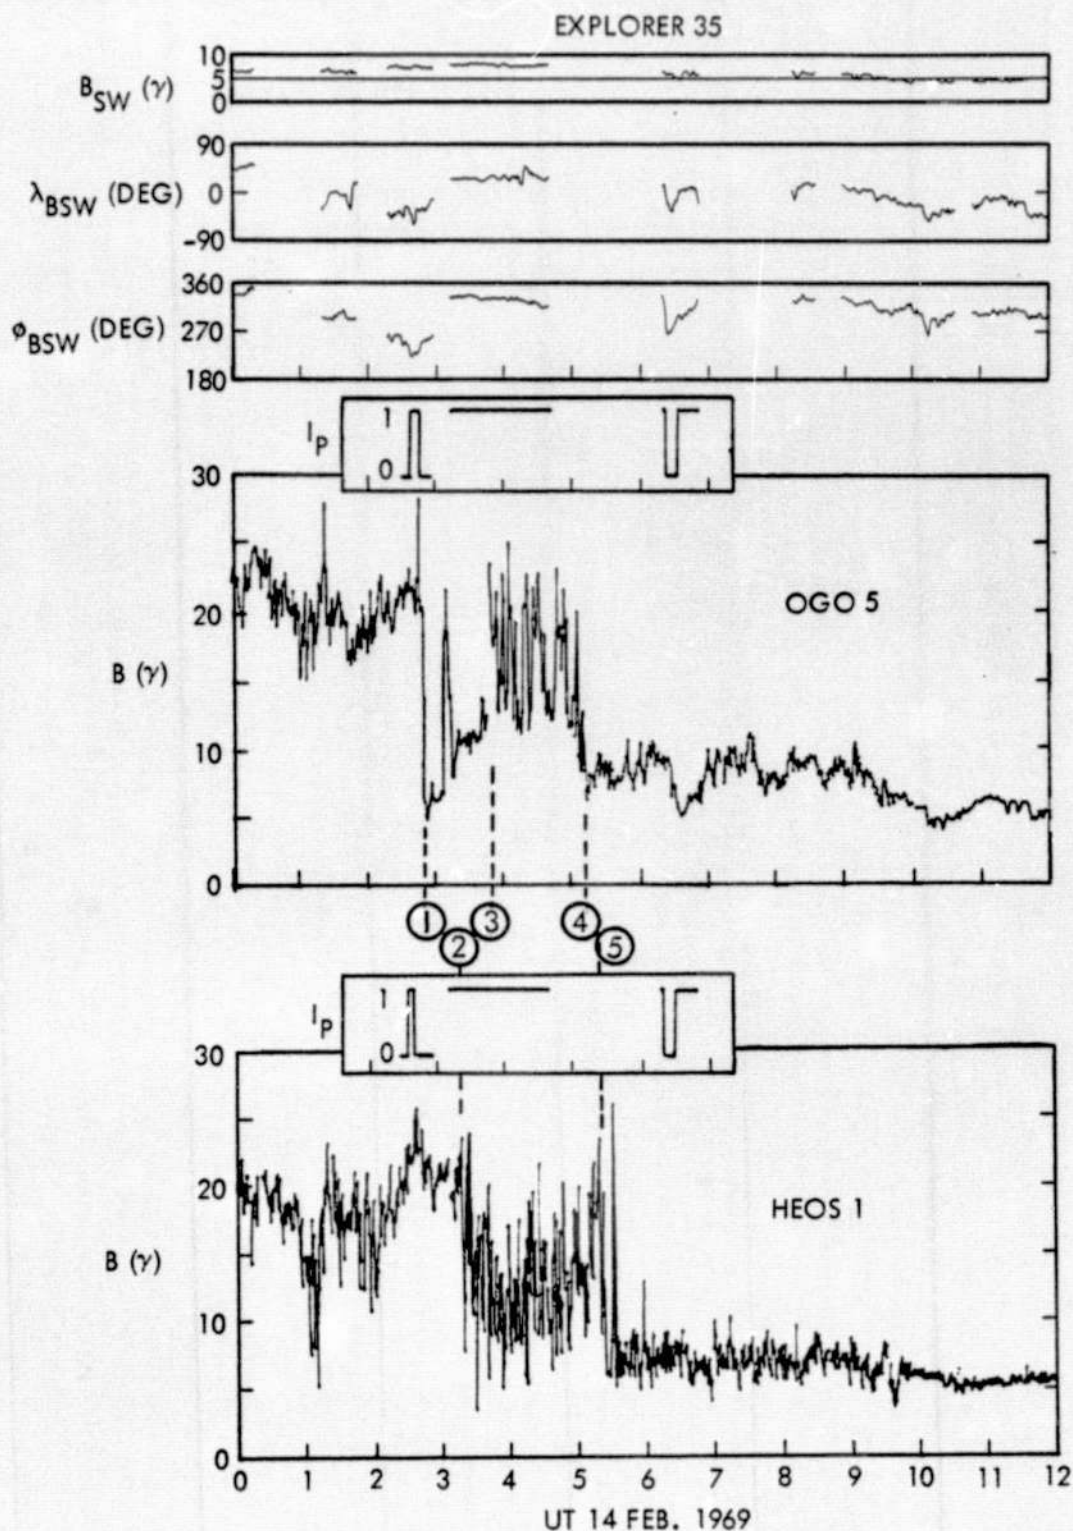 EXPLORER 35
B_SW (γ)
10
5
0
λ_BSW (DEG)
90
0
-90
φ_BSW (DEG)
360
270
180
I_P
1
0
30
20
10
0
B (γ)
OGO 5
① ② ③ ④ ⑤
I_P
1
0
30
20
10
0
B (γ)
HEOS 1
0 1 2 3 4 5 6 7 8 9 10 11 12
UT 14 FEB. 1969